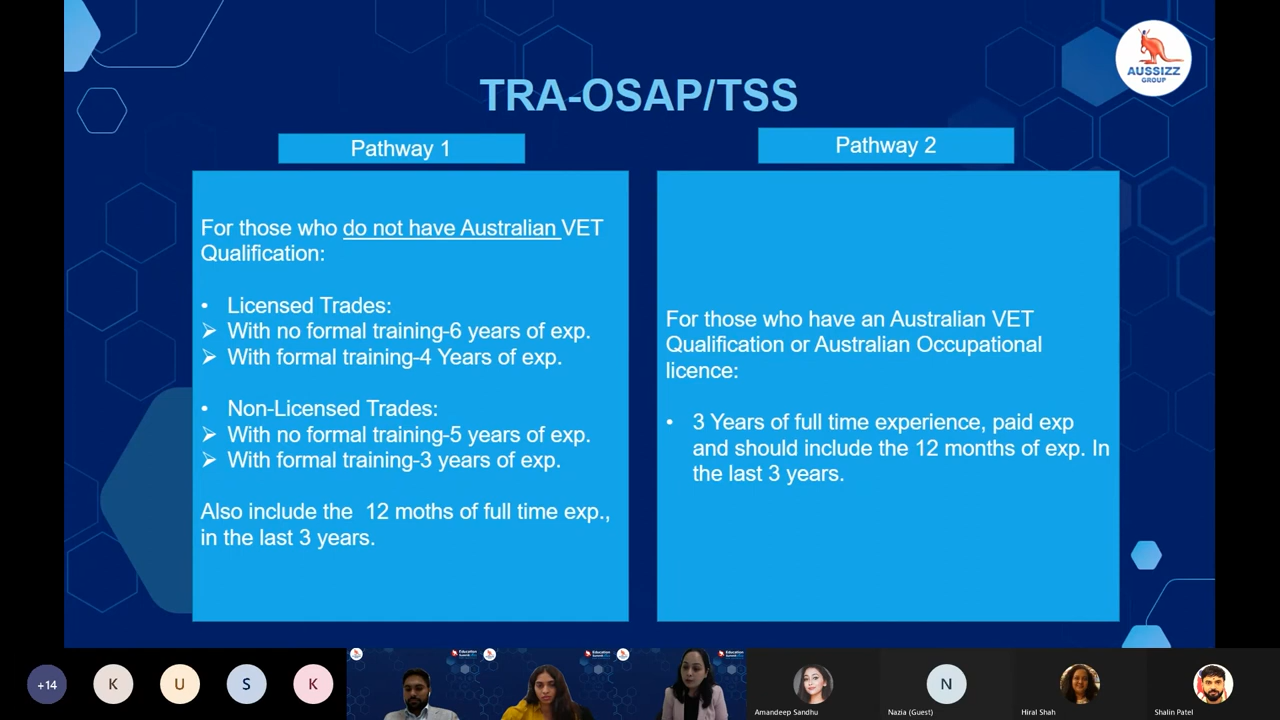 AUSSIZZ
GROUP
TRA-OSAP/TSS
Pathway 1
For those who do not have Australian VET
Qualification:
• Licensed Trades:
➢ With no formal training-6 years of exp.
➢ With formal training-4 Years of exp.
• Non-Licensed Trades:
➢ With no formal training-5 years of exp.
➢ With formal training-3 years of exp.
Also include the 12 moths of full time exp.,
in the last 3 years.
Pathway 2
For those who have an Australian VET
Qualification or Australian Occupational
licence:
• 3 Years of full time experience, paid exp
and should include the 12 months of exp. In
the last 3 years.
+14
K
U
S
K
Amandeep Sandhu
N
Nazia (Guest)
Hiral Shah
Shalin Patel